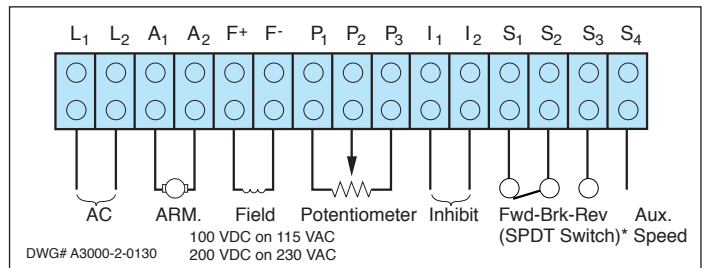 L1 L2 A1 A2 F+ F- P1 P2 P3 I1 I2 S1 S2 S3 S4
AC ARM. Field Potentiometer Inhibit Fwd-Brk-Rev Aux.
100 VDC on 115 VAC (SPDT Switch)* Speed
DWG# A3000-2-0130 200 VDC on 230 VAC